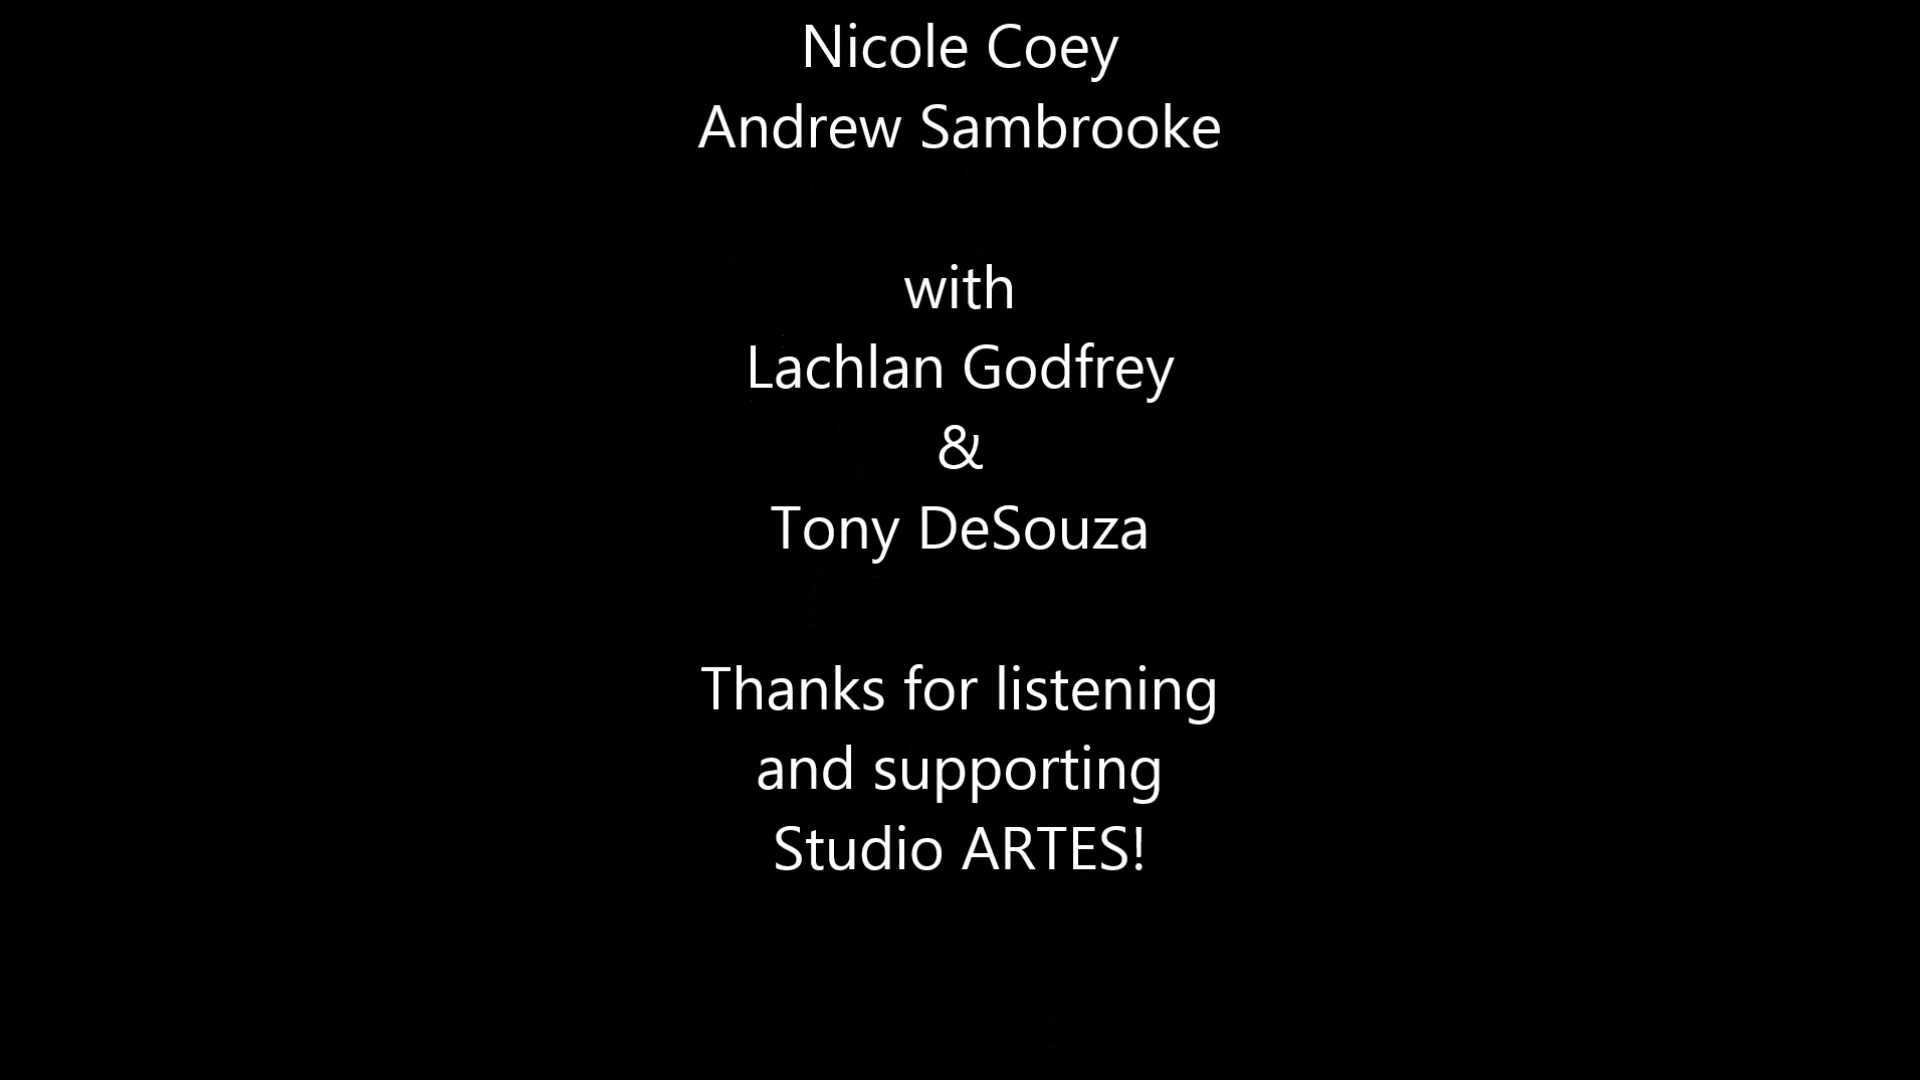 Nicole Coey
Andrew Sambrooke
with
Lachlan Godfrey
&
Tony DeSouza
Thanks for listening
and supporting
Studio ARTES!